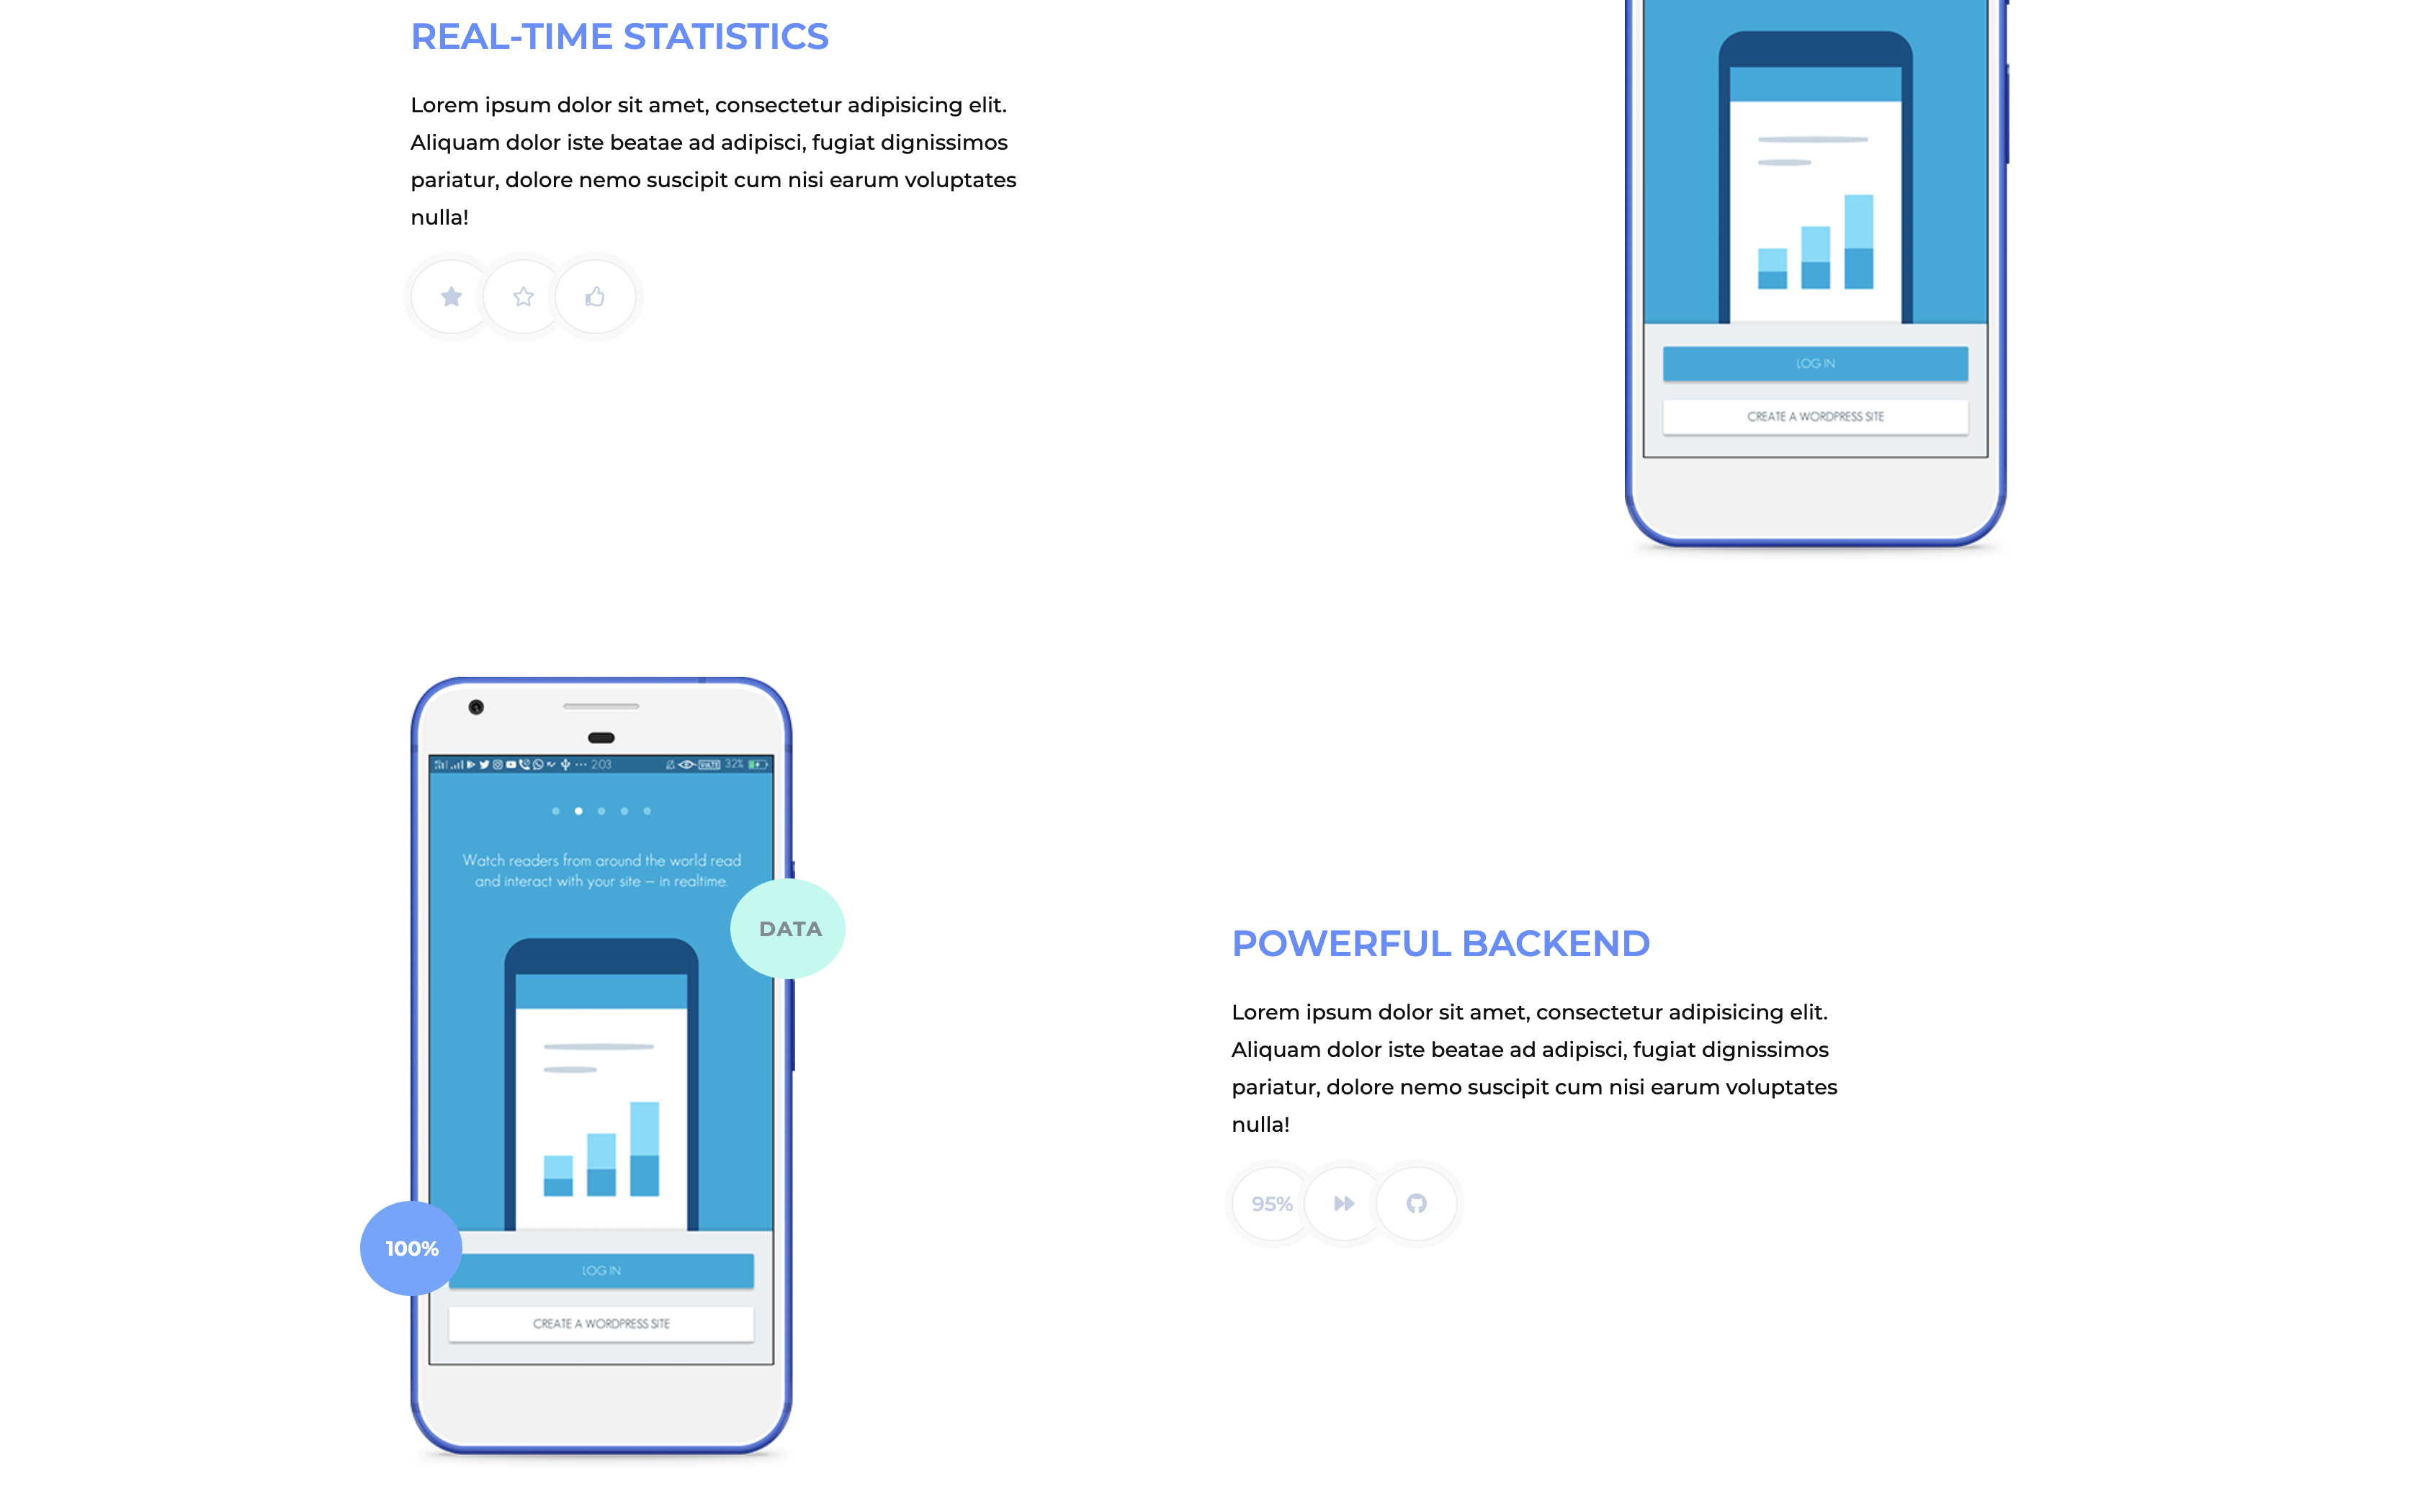 REAL-TIME STATISTICS
Lorem ipsum dolor sit amet, consectetur adipisicing elit.
Aliquam dolor iste beatae ad adipisci, fugiat dignissimos
pariatur, dolore nemo suscipit cum nisi earum voluptates
nulla!
LOG IN
CREATE A WORDPRESS SITE
2:03
VoLTE
32%
Watch readers from around the world read
and interact with your site – in realtime.
DATA
100%
LOG IN
CREATE A WORDPRESS SITE
POWERFUL BACKEND
Lorem ipsum dolor sit amet, consectetur adipisicing elit.
Aliquam dolor iste beatae ad adipisci, fugiat dignissimos
pariatur, dolore nemo suscipit cum nisi earum voluptates
nulla!
95%